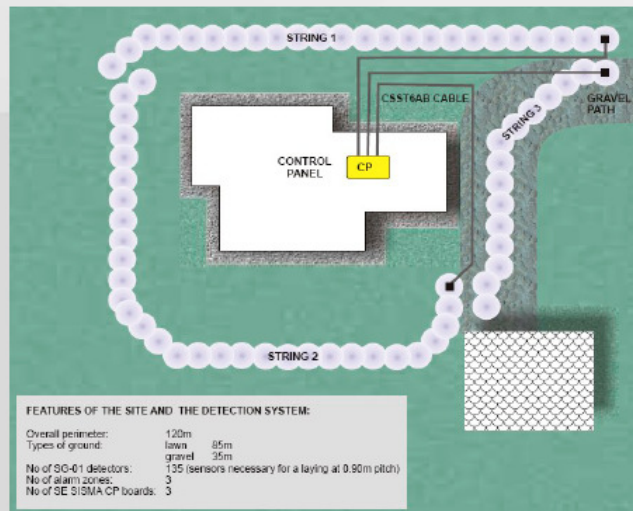 STRING 1
CSST6AB CABLE
GRAVEL
PATH
STRING 3
CONTROL
PANEL
CP
STRING 2
FEATURES OF THE SITE AND THE DETECTION SYSTEM:
Overall perimeter: 120m
Types of ground: lawn 85m
gravel 35m
No of SG-01 detectors: 135 (sensors necessary for a laying at 0.90m pitch)
No of alarm zones: 3
No of SE SISMA CP boards: 3